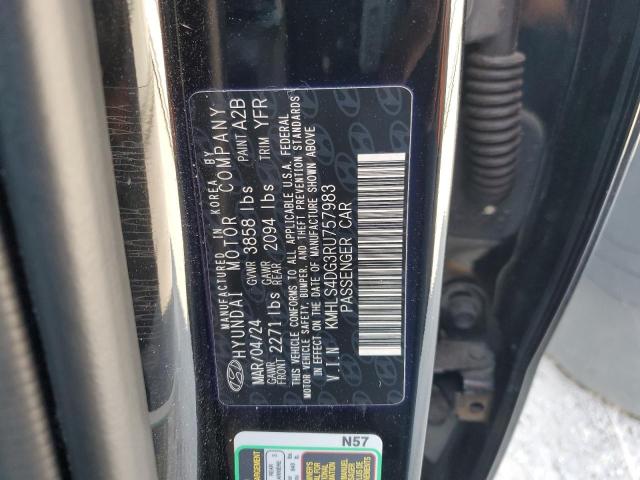 MANUFACTURED IN KOREA BY
HYUNDAI MOTOR COMPANY
MAR/04/24 GVWR 3858 lbs PAINT A2B
GAWR FRONT 2271 lbs GAWR REAR 2094 lbs TRIM YFR
THIS VEHICLE CONFORMS TO ALL APPLICABLE U.S.A. FEDERAL
MOTOR VEHICLE SAFETY, BUMPER, AND THEFT PREVENTION STANDARDS
IN EFFECT ON THE DATE OF MANUFACTURE SHOWN ABOVE
V.I.N KMHLS4DG3RU757983
PASSENGER CAR
N57
REAR